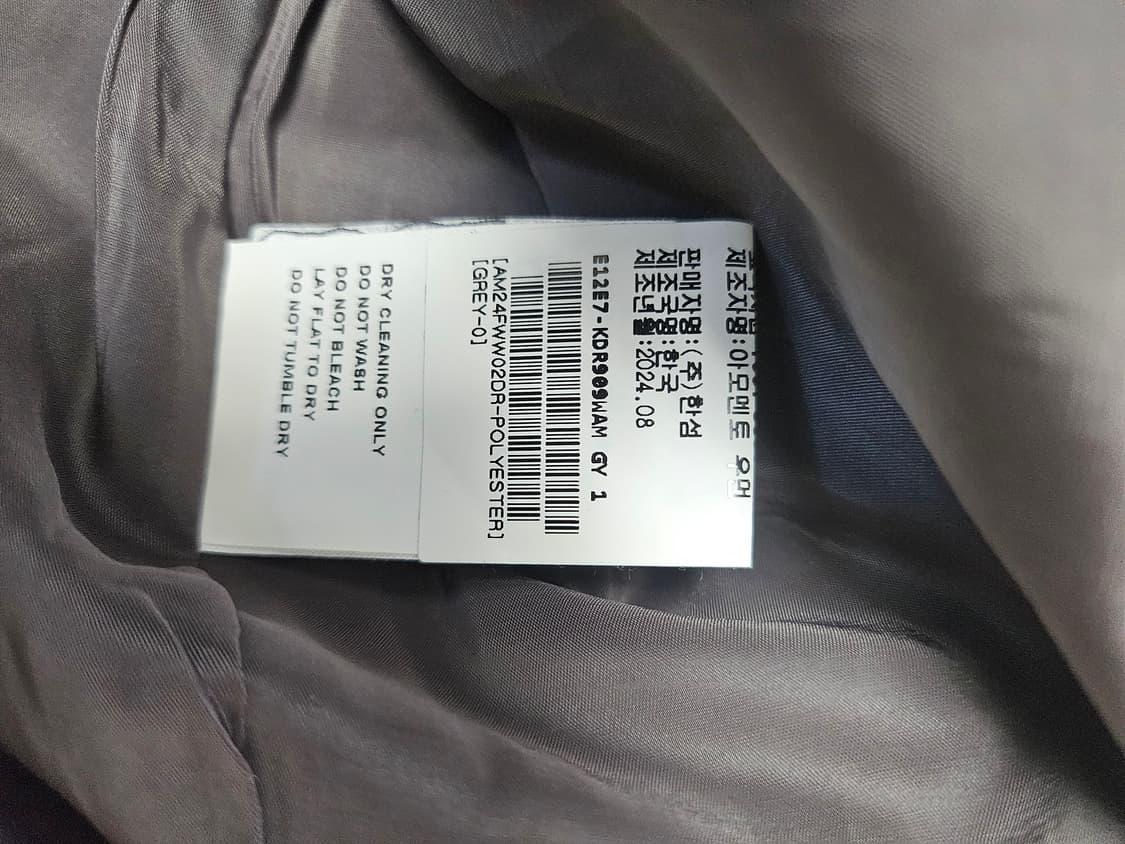 제조자명:아모멘토 우먼
판매자명:(주)한섬
제조국명:한국
제조년월:2024.08
E12E7-KDR909WAM GY 1
[AM24FWW02DR-POLYESTER]
[GREY-0]
DRY CLEANING ONLY
DO NOT WASH
DO NOT BLEACH
LAY FLAT TO DRY
DO NOT TUMBLE DRY